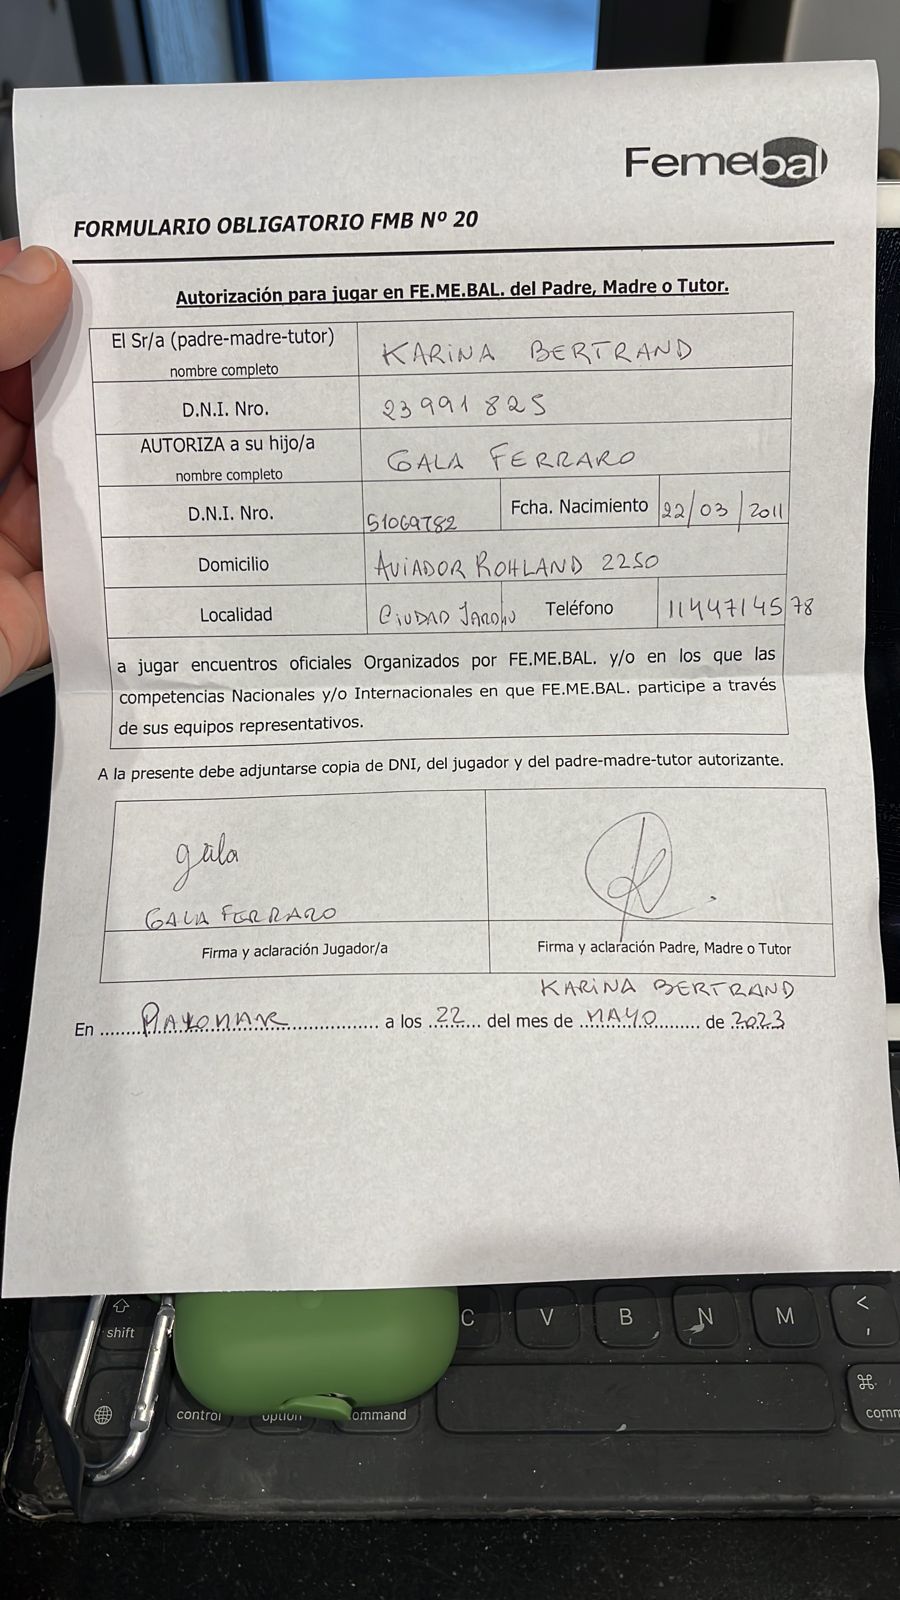 Femebal
FORMULARIO OBLIGATORIO FMB Nº 20
Autorización para jugar en FE.ME.BAL. del Padre, Madre o Tutor.
El Sr/a (padre-madre-tutor) KARINA BERTRAND
nombre completo
D.N.I. Nro. 23991825
AUTORIZA a su hijo/a GALA FERRARO
nombre completo
D.N.I. Nro. 51069782 Fcha. Nacimiento 22/03/2011
Domicilio AVIADOR ROHLAND 2250
Localidad CIUDAD Teléfono 1144714578
a jugar encuentros oficiales Organizados por FE.ME.BAL. y/o en los que las
competencias Nacionales y/o Internacionales en que FE.ME.BAL. participe a través
de sus equipos representativos.
A la presente debe adjuntarse copia de DNI, del jugador y del padre-madre-tutor autorizante.
gala
GALA FERRARO
Firma y aclaración Jugador/a Firma y aclaración Padre, Madre o Tutor
KARINA BERTRAND
En ........ a los 22 del mes de MAYO de 2023
shift C V B N M < ,
control option command ⌘